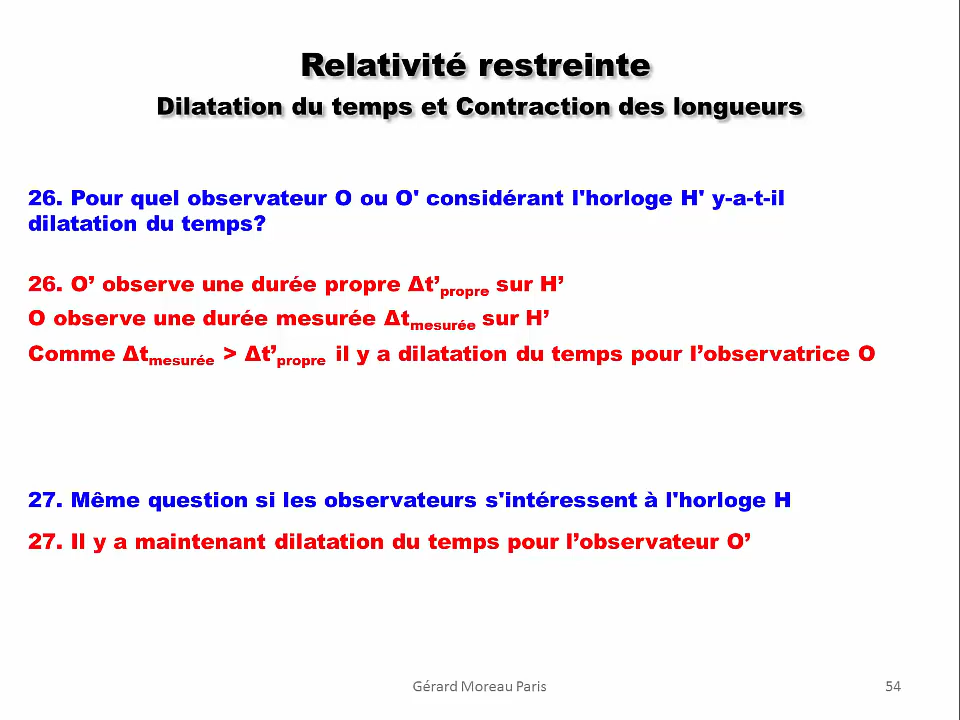 Relativité restreinte
Dilatation du temps et Contraction des longueurs
26. Pour quel observateur O ou O' considérant l'horloge H' y-a-t-il
dilatation du temps?
26. O’ observe une durée propre Δt’propre sur H’
O observe une durée mesurée Δtmesurée sur H’
Comme Δtmesurée > Δt’propre il y a dilatation du temps pour l’observatrice O
27. Même question si les observateurs s'intéressent à l'horloge H
27. Il y a maintenant dilatation du temps pour l’observateur O’
Gérard Moreau Paris
54